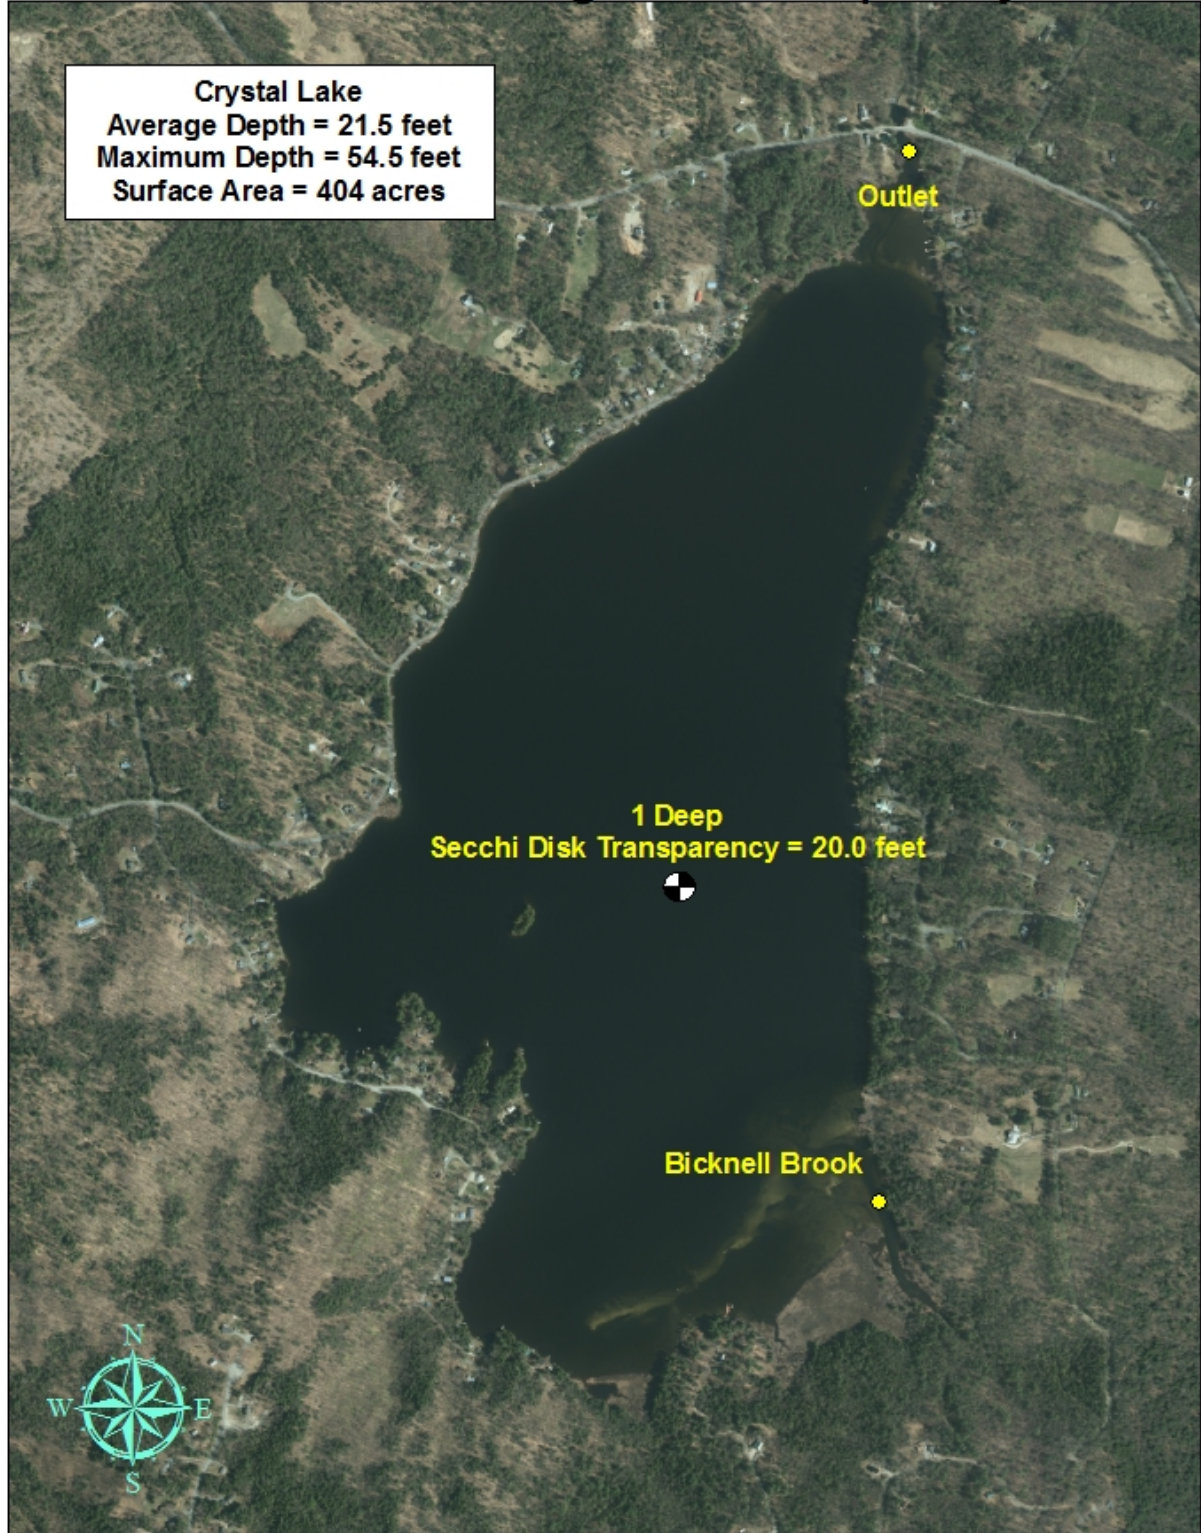 Crystal Lake
Average Depth = 21.5 feet
Maximum Depth = 54.5 feet
Surface Area = 404 acres
Outlet
1 Deep
Secchi Disk Transparency = 20.0 feet
Bicknell Brook
N
W E
S